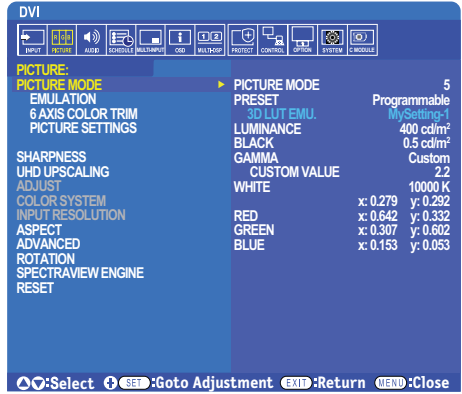 DVI
INPUT PICTURE AUDIO SCHEDULE MULTI-INPUT OSD MULTI-DSP PROTECT CONTROL OPTION SYSTEM C MODULE
PICTURE:
PICTURE MODE
EMULATION
6 AXIS COLOR TRIM
PICTURE SETTINGS
SHARPNESS
UHD UPSCALING
ADJUST
COLOR SYSTEM
INPUT RESOLUTION
ASPECT
ADVANCED
ROTATION
SPECTRAVIEW ENGINE
RESET
PICTURE MODE 5
PRESET Programmable
3D LUT EMU. MySetting-1
LUMINANCE 400 cd/m²
BLACK 0.5 cd/m²
GAMMA Custom
CUSTOM VALUE 2.2
WHITE 10000 K
x: 0.279 y: 0.292
RED x: 0.642 y: 0.332
GREEN x: 0.307 y: 0.602
BLUE x: 0.153 y: 0.053
:Select SET :Goto Adjustment EXIT :Return MENU :Close